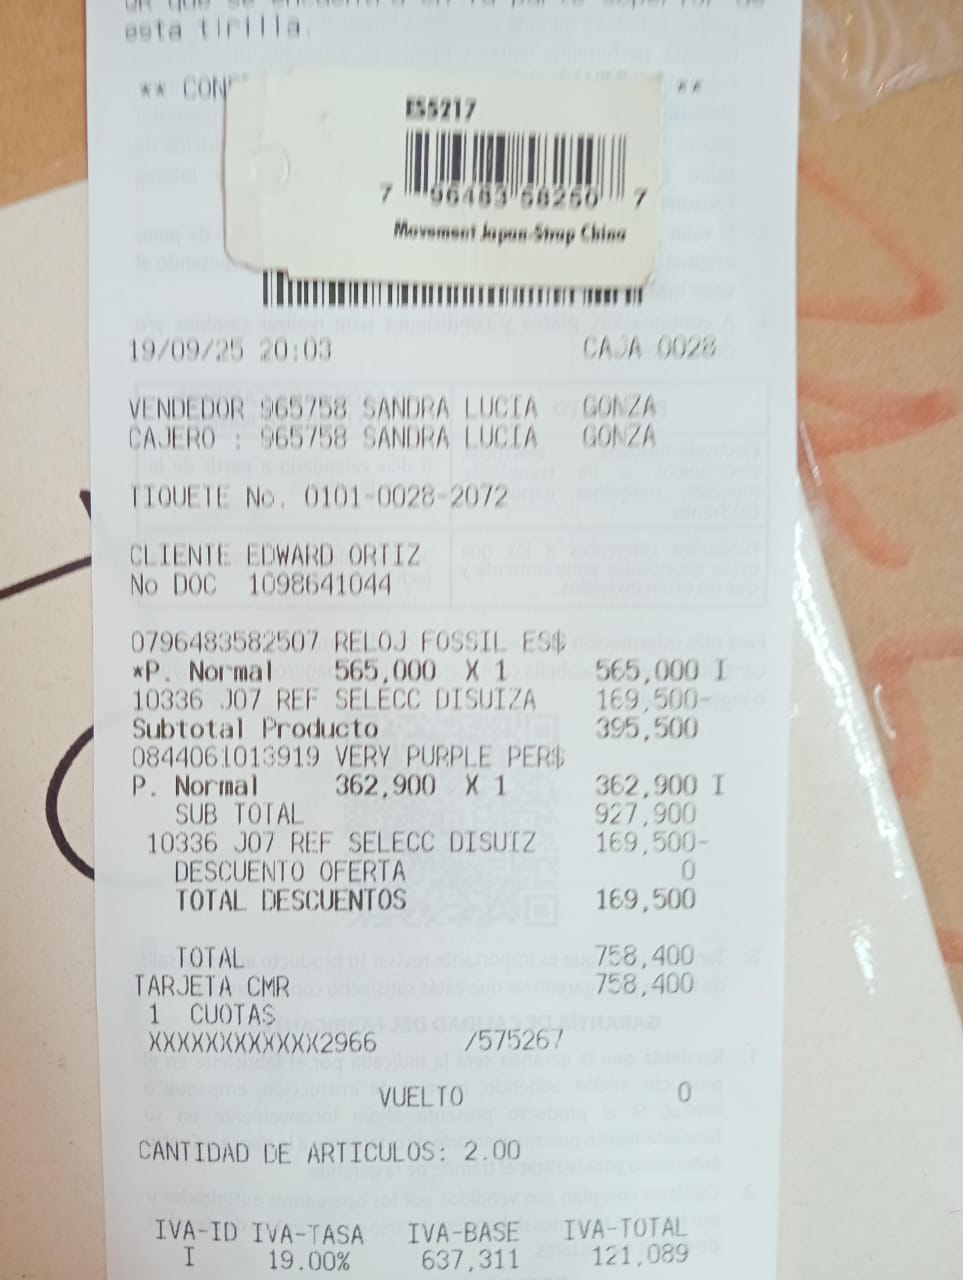 esta tirilla.
** CON **
ES5217
7 96483 58250 7
Movement Japan-Strap China
19/09/25 20:03 CAJA 0028
VENDEDOR 965758 SANDRA LUCIA GONZA
CAJERO : 965758 SANDRA LUCIA GONZA
TIQUETE No. 0101-0028-2072
CLIENTE EDWARD ORTIZ
No DOC 1098641044
0796483582507 RELOJ FOSSIL ES$
*P. Normal 565,000 X 1 565,000 I
10336 J07 REF SELECC DISUIZA 169,500-
Subtotal Producto 395,500
0844061013919 VERY PURPLE PER$
P. Normal 362,900 X 1 362,900 I
SUB TOTAL 927,900
10336 J07 REF SELECC DISUIZ 169,500-
DESCUENTO OFERTA 0
TOTAL DESCUENTOS 169,500
TOTAL 758,400
TARJETA CMR 758,400
1 CUOTAS
XXXXXXXXXXXX2966 /575267
VUELTO 0
CANTIDAD DE ARTICULOS: 2.00
IVA-ID IVA-TASA IVA-BASE IVA-TOTAL
I 19.00% 637,311 121,089